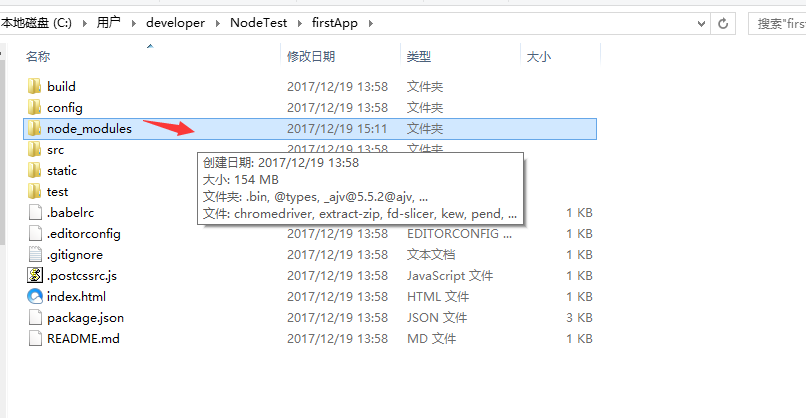 本地磁盘 (C:) 用户 developer NodeTest firstApp 搜索"firs
名称 修改日期 类型 大小
build 2017/12/19 13:58 文件夹
config 2017/12/19 13:58 文件夹
node_modules 2017/12/19 15:11 文件夹
src 2017/12/19 13:58 文件夹
static
test
创建日期: 2017/12/19 13:58
大小: 154 MB
文件夹: .bin, @types, _ajv@5.5.2@ajv, ...
文件: chromedriver, extract-zip, fd-slicer, kew, pend, ...
.babelrc 1 KB
.editorconfig 2017/12/19 13:58 EDITORCONFIG ... 1 KB
.gitignore 2017/12/19 13:58 文本文档 1 KB
.postcssrc.js 2017/12/19 13:58 JavaScript 文件 1 KB
index.html 2017/12/19 13:58 HTML 文件 1 KB
package.json 2017/12/19 13:58 JSON 文件 3 KB
README.md 2017/12/19 13:58 MD 文件 1 KB